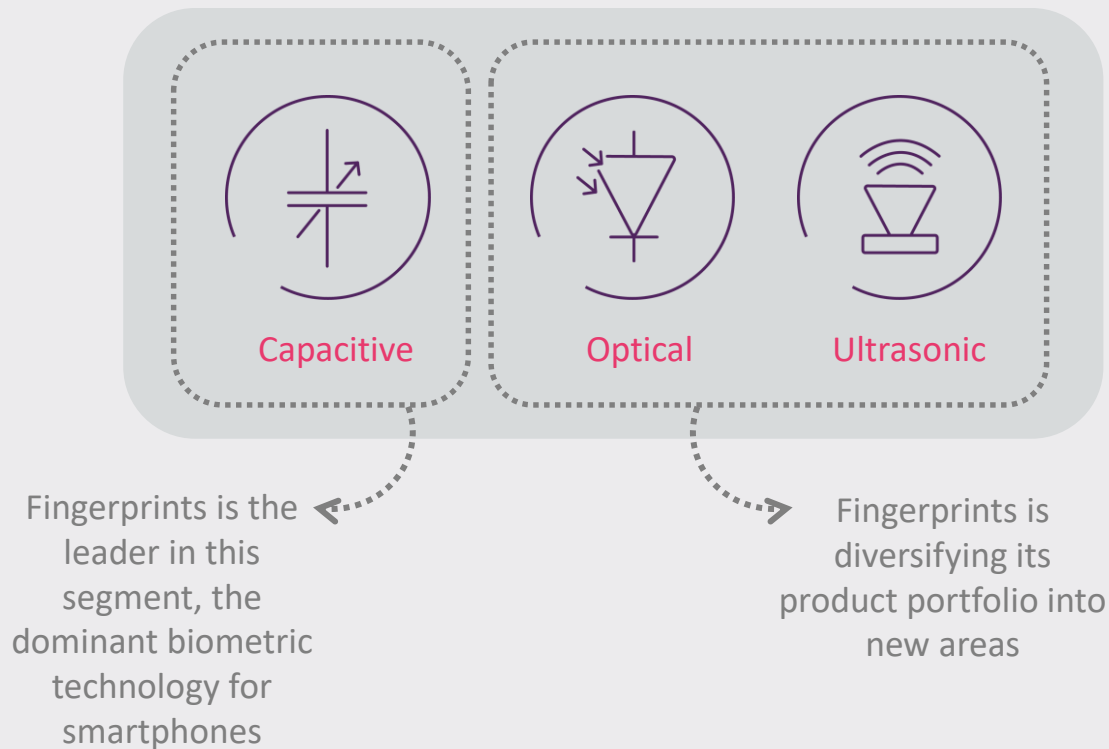 Capacitive
Optical
Ultrasonic
Fingerprints is the
leader in this
segment, the
dominant biometric
technology for
smartphones
Fingerprints is
diversifying its
product portfolio into
new areas